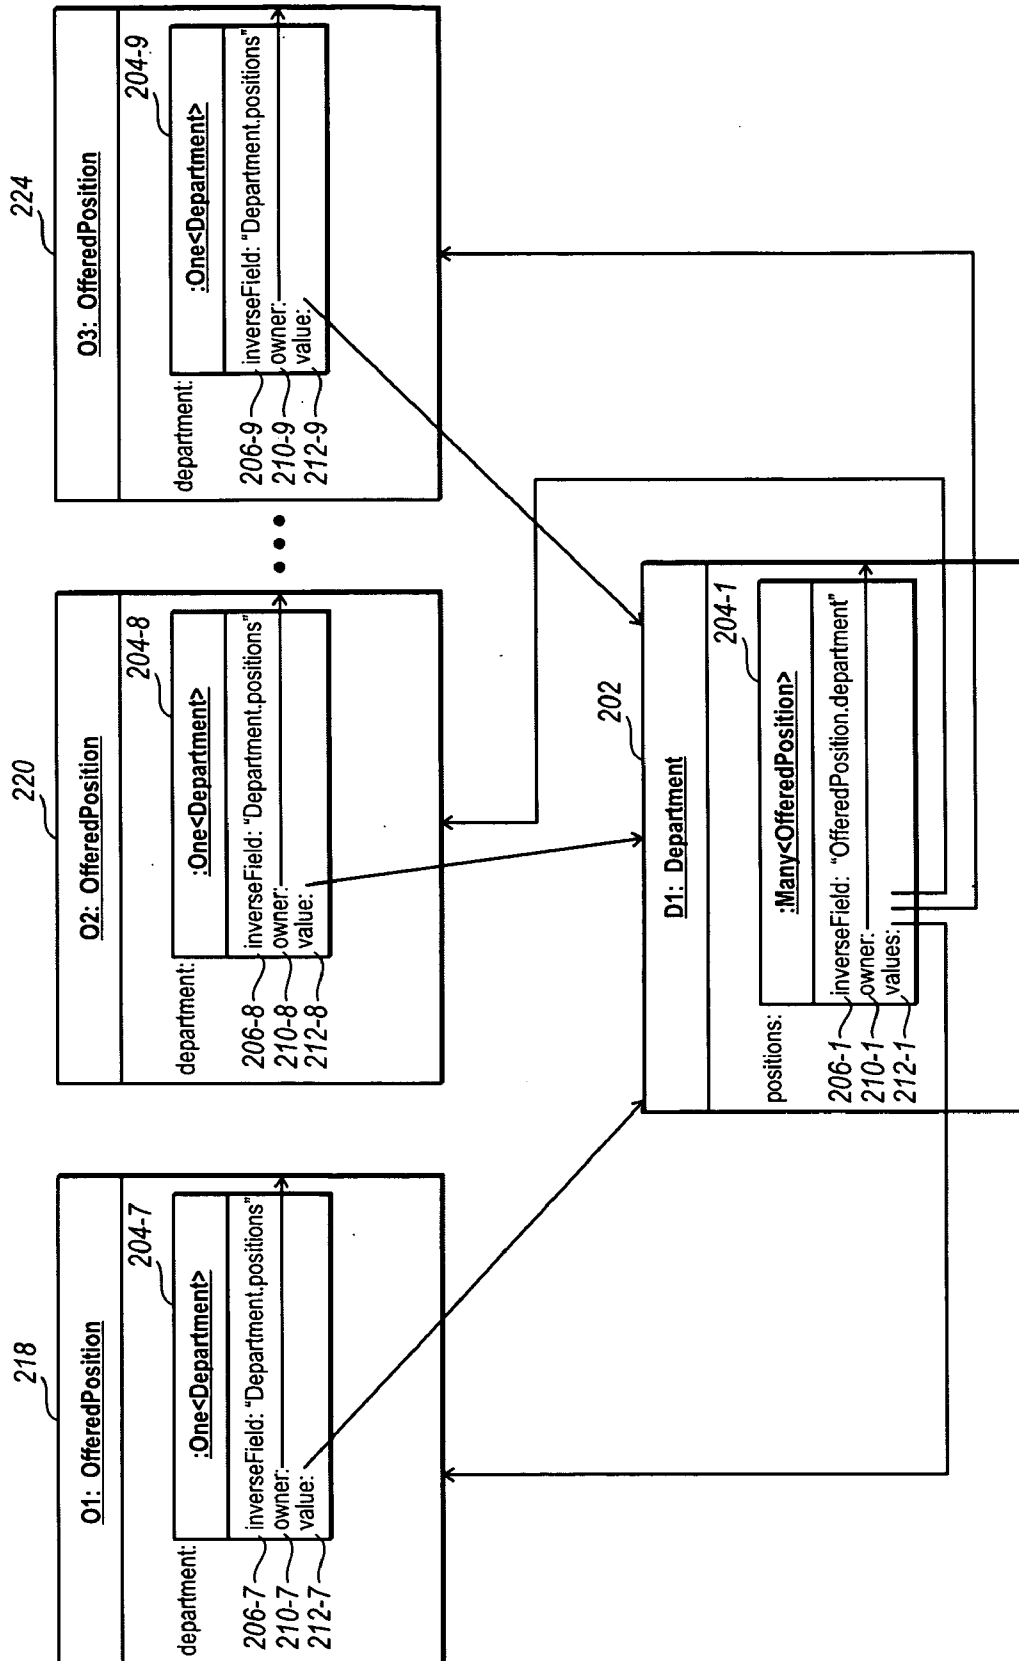 218
O1: OfferedPosition
204-7
department:
:One<Department>
206-7
inverseField: "Department.positions"
210-7
owner:
212-7
value:
220
O2: OfferedPosition
204-8
department:
:One<Department>
206-8
inverseField: "Department.positions"
210-8
owner:
212-8
value:
224
O3: OfferedPosition
204-9
department:
:One<Department>
206-9
inverseField: "Department.positions"
210-9
owner:
212-9
value:
202
D1: Department
204-1
positions:
:Many<OfferedPosition>
206-1
inverseField: "OfferedPosition.department"
210-1
owner:
212-1
values: